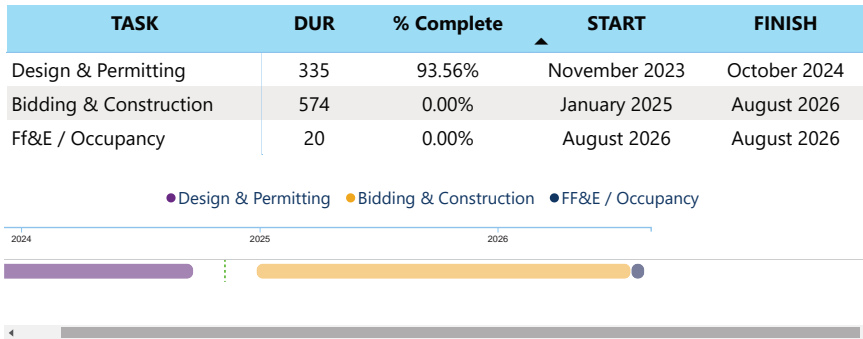 TASK DUR % Complete START FINISH
Design & Permitting 335 93.56% November 2023 October 2024
Bidding & Construction 574 0.00% January 2025 August 2026
Ff&E / Occupancy 20 0.00% August 2026 August 2026
Design & Permitting Bidding & Construction FF&E / Occupancy
2024 2025 2026